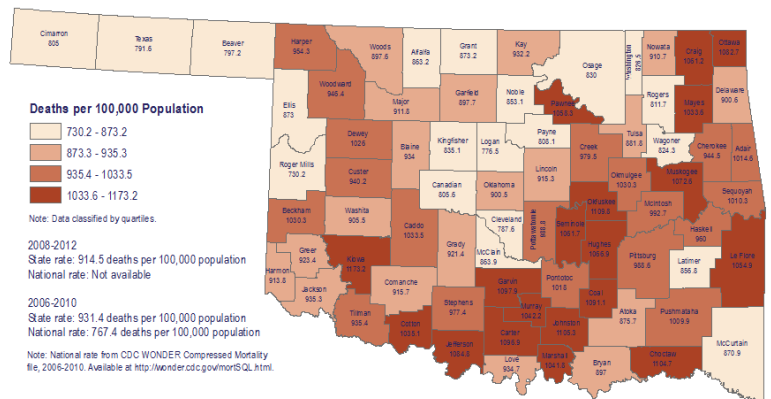 Cimarron
805
Texas
791.6
Beaver
797.2
Harper
954.3
Woods
897.6
Alfalfa
863.2
Grant
873.2
Kay
932.2
Osage
830
Washington
Nowata
910.7
Craig
1061.2
Ottawa
1082.7
Woodward
946.4
Ellis
873
Major
911.8
Garfield
897.7
Noble
853.1
Pawnee
Rogers
811.7
Mayes
1033.6
Delaware
900.6
Deaths per 100,000 Population
730.2 - 873.2
873.3 - 935.3
935.4 - 1033.5
1033.6 - 1173.2
Note: Data classified by quartiles.
Dewey
1026
Blaine
934
Kingfisher
835.1
Logan
776.5
Payne
808.1
Creek
979.5
Tulsa
881.8
Wagoner
834.3
Cherokee
944.5
Adair
1014.6
Roger Mills
730.2
Custer
940.2
Canadian
805.6
Oklahoma
900.5
Lincoln
915.3
Okmulgee
1030.3
Muskogee
1072.6
Sequoyah
1010.3
Beckham
1030.3
Washita
905.5
Caddo
1033.5
Grady
921.4
Cleveland
787.6
Pottawatomie
Seminole
1061.7
Okfuskee
McIntosh
992.7
Haskell
960
2008-2012
State rate: 914.5 deaths per 100,000 population
National rate: Not available
Greer
923.4
Kiowa
1173.2
McClain
863.9
Hughes
Pittsburg
988.6
Latimer
856.8
Le Flore
1054.9
Harmon
913.8
Jackson
935.3
Comanche
915.7
Garvin
1097.9
Pontotoc
1018
Coal
1091.1
2006-2010
State rate: 931.4 deaths per 100,000 population
National rate: 767.4 deaths per 100,000 population
Tillman
935.4
Cotton
Stephens
977.4
Murray
1042.2
Johnston
Atoka
875.7
Pushmataha
1009.9
McCurtain
870.9
Jefferson
Carter
1096.9
Love
934.7
Marshall
Bryan
897
Choctaw
1104.7
Note: National rate from CDC WONDER Compressed Mortality
file, 2006-2010. Available at http://wonder.cdc.gov/mortSQL.html.